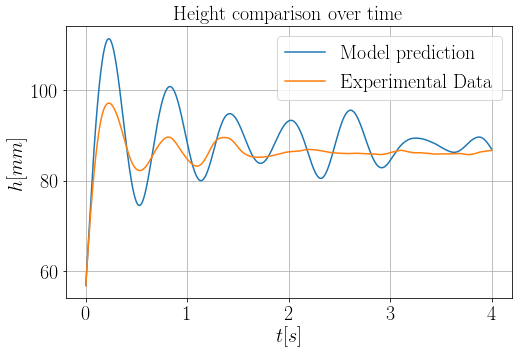 Height comparison over time
Model prediction
Experimental Data
h[mm]
100
80
60
0 1 2 3 4
t[s]